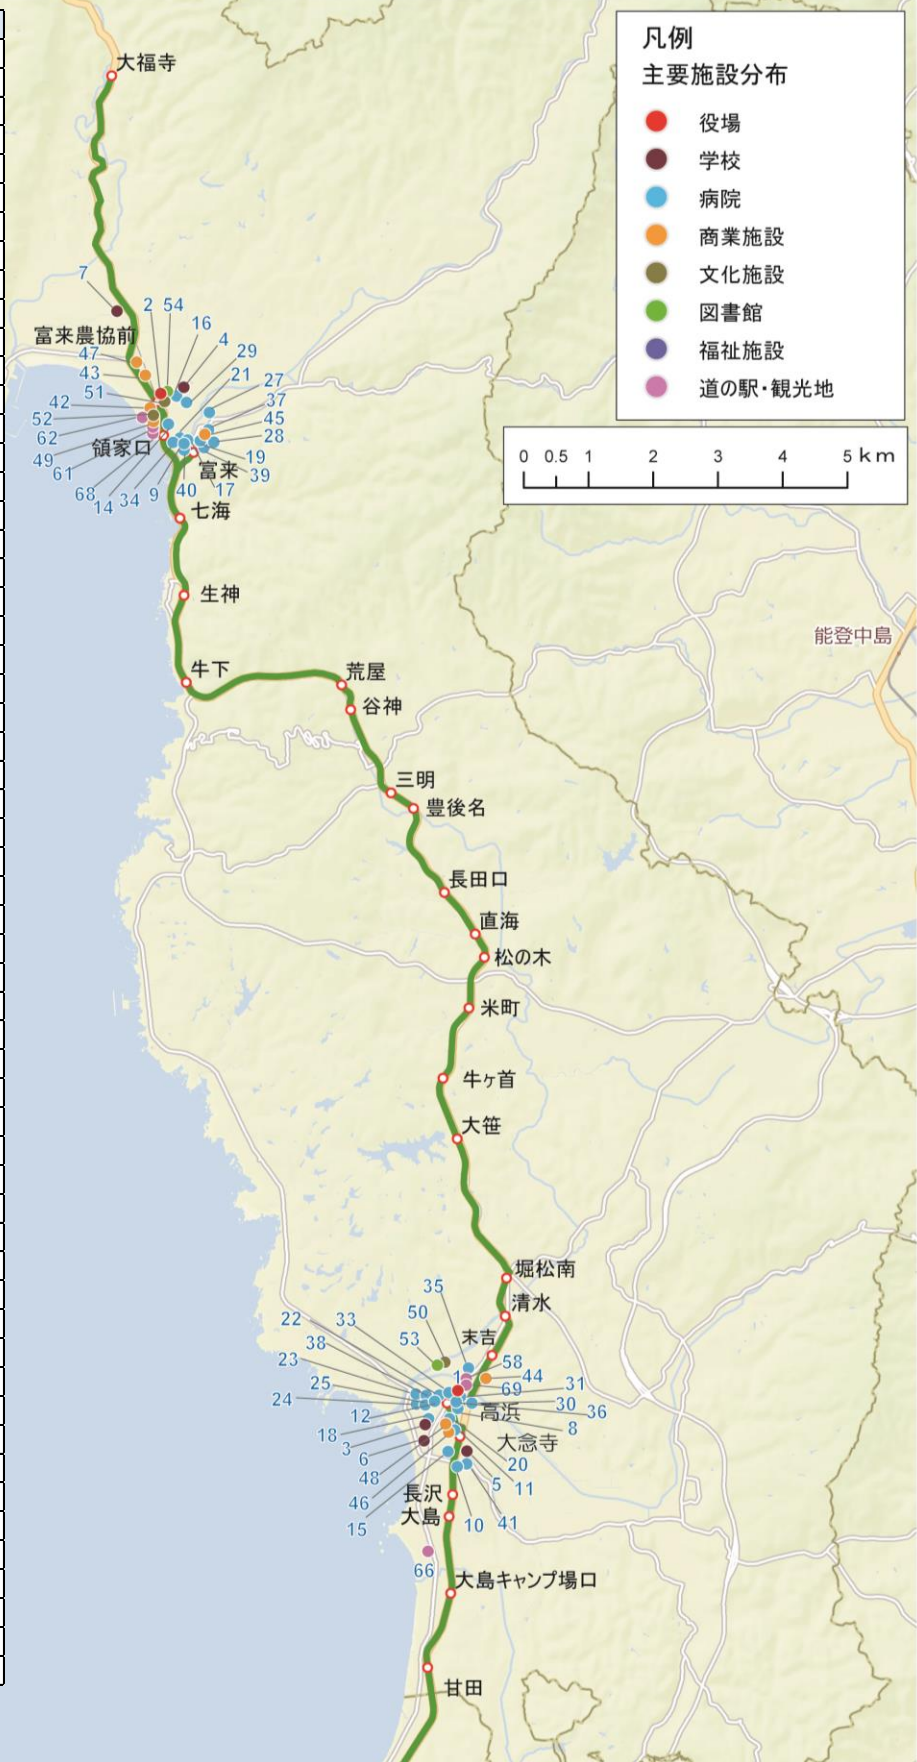 凡例
主要施設分布
役場
学校
病院
商業施設
文化施設
図書館
福祉施設
道の駅・観光地
0 0.5 1 2 3 4 5 km
大福寺
7
2 54
16
富来農協前
4
47
29
43
21
51
27
42
37
52
45
62
28
領家口
49
19
富来
61
39
68
14 34 9 40 17
七海
生神
能登中島
牛下
荒屋
谷神
三明
豊後名
長田口
直海
松の木
米町
牛ヶ首
大笹
堀松南
35
清水
50
22 33
末吉
53
38
58
23
1
44
25
69
31
24
30
高浜
36
12
8
18
大念寺
3
6
20
48
5
11
長沢
46
大島
15
10
41
66
大島キャンプ場口
甘田